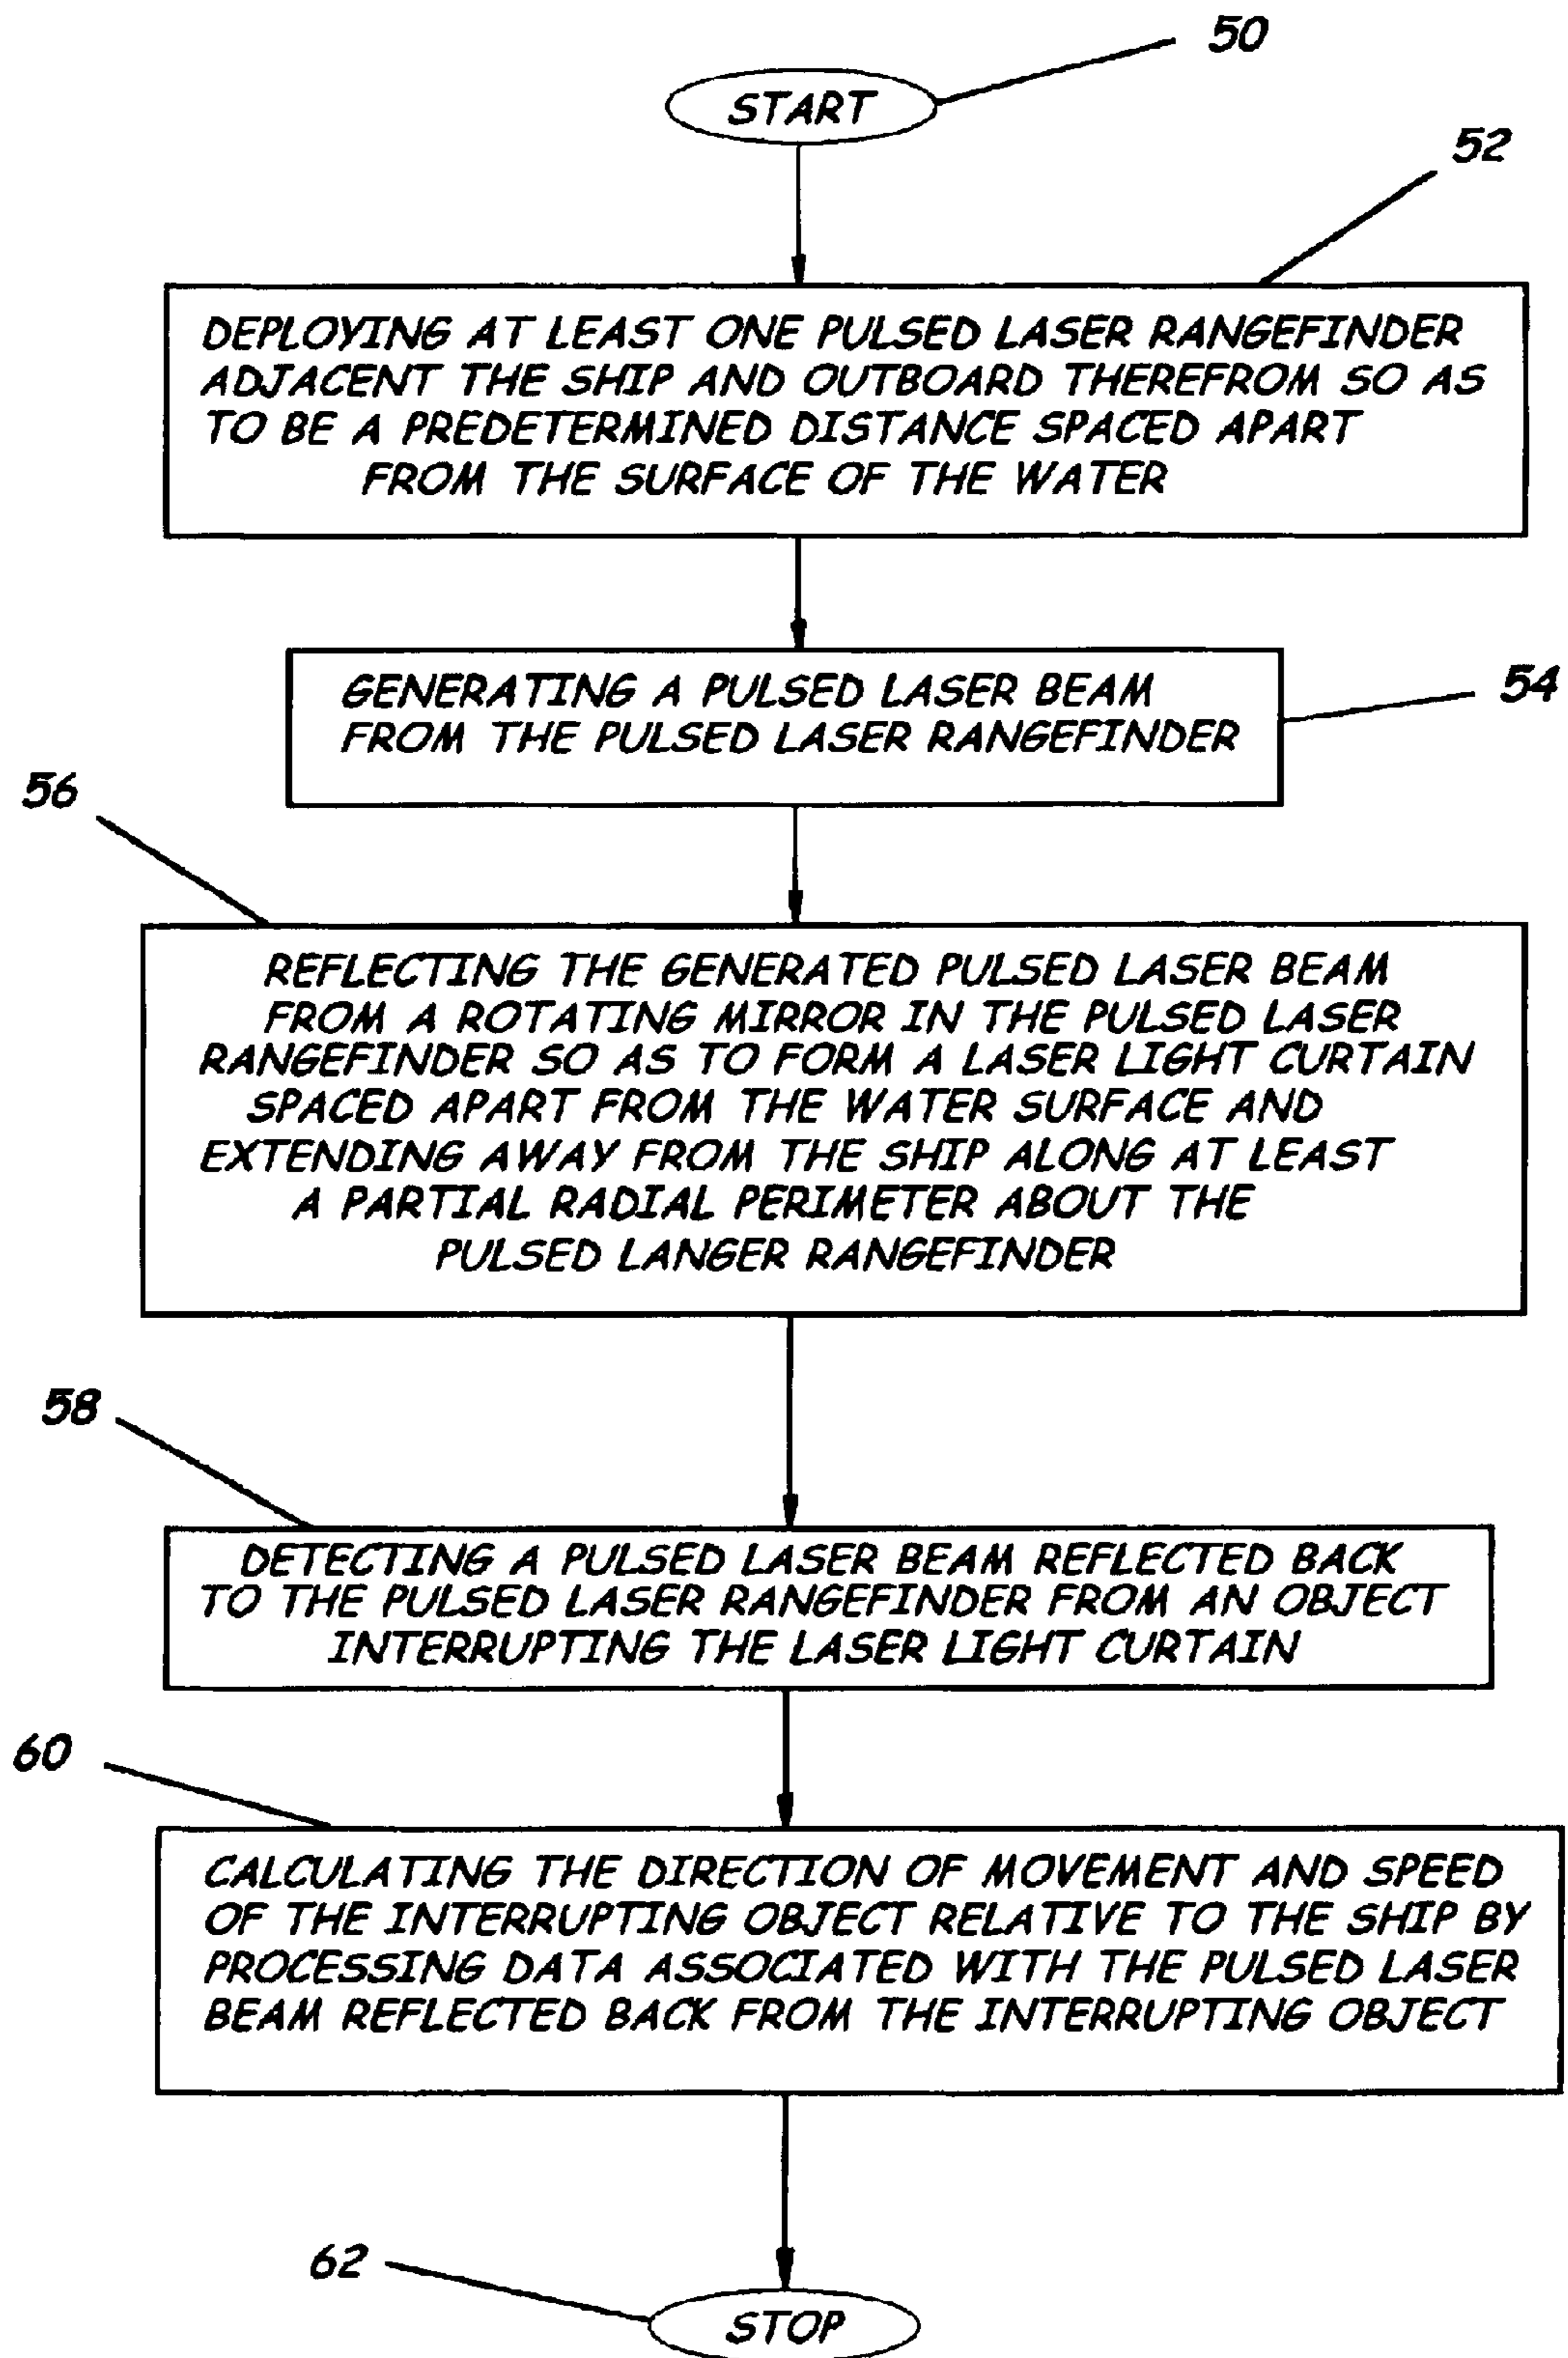 50
START
52
DEPLOYING AT LEAST ONE PULSED LASER RANGEFINDER
ADJACENT THE SHIP AND OUTBOARD THEREFROM SO AS
TO BE A PREDETERMINED DISTANCE SPACED APART
FROM THE SURFACE OF THE WATER
54
GENERATING A PULSED LASER BEAM
FROM THE PULSED LASER RANGEFINDER
56
REFLECTING THE GENERATED PULSED LASER BEAM
FROM A ROTATING MIRROR IN THE PULSED LASER
RANGEFINDER SO AS TO FORM A LASER LIGHT CURTAIN
SPACED APART FROM THE WATER SURFACE AND
EXTENDING AWAY FROM THE SHIP ALONG AT LEAST
A PARTIAL RADIAL PERIMETER ABOUT THE
PULSED LANGER RANGEFINDER
58
DETECTING A PULSED LASER BEAM REFLECTED BACK
TO THE PULSED LASER RANGEFINDER FROM AN OBJECT
INTERRUPTING THE LASER LIGHT CURTAIN
60
CALCULATING THE DIRECTION OF MOVEMENT AND SPEED
OF THE INTERRUPTING OBJECT RELATIVE TO THE SHIP BY
PROCESSING DATA ASSOCIATED WITH THE PULSED LASER
BEAM REFLECTED BACK FROM THE INTERRUPTING OBJECT
62
STOP